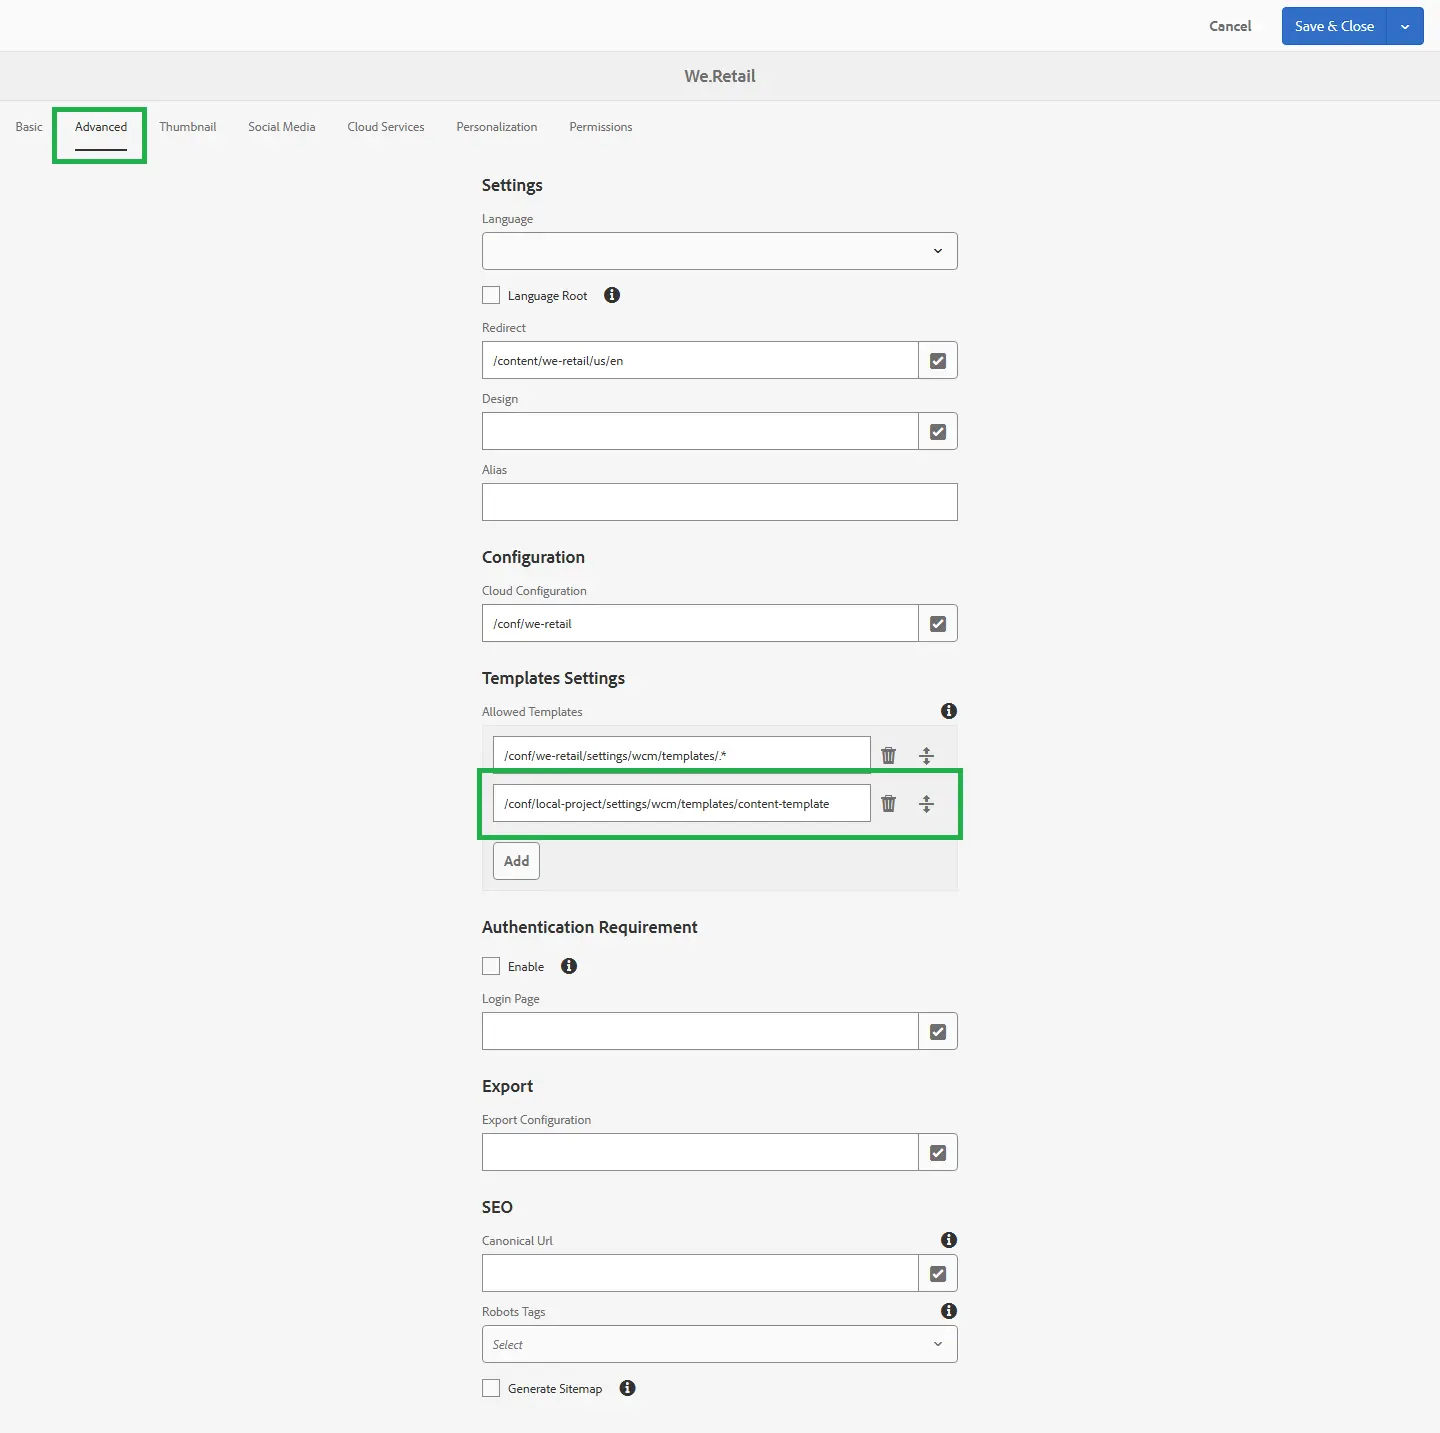 Cancel
Save & Close
We.Retail
Basic
Advanced
Thumbnail
Social Media
Cloud Services
Personalization
Permissions
Settings
Language
Language Root
Redirect
/content/we-retail/us/en
Design
Alias
Configuration
Cloud Configuration
/conf/we-retail
Templates Settings
Allowed Templates
/conf/we-retail/settings/wcm/templates/.*
/conf/local-project/settings/wcm/templates/content-template
Add
Authentication Requirement
Enable
Login Page
Export
Export Configuration
SEO
Canonical Url
Robots Tags
Select
Generate Sitemap